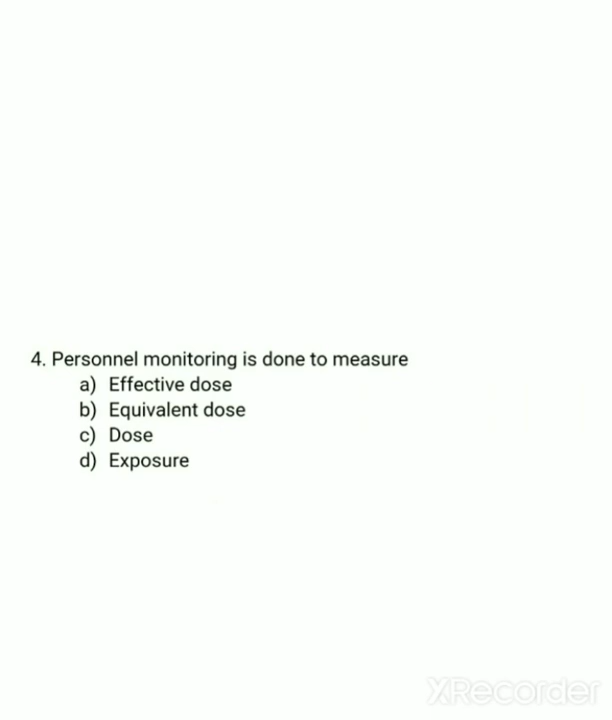 4. Personnel monitoring is done to measure
a) Effective dose
b) Equivalent dose
c) Dose
d) Exposure
XRecorder